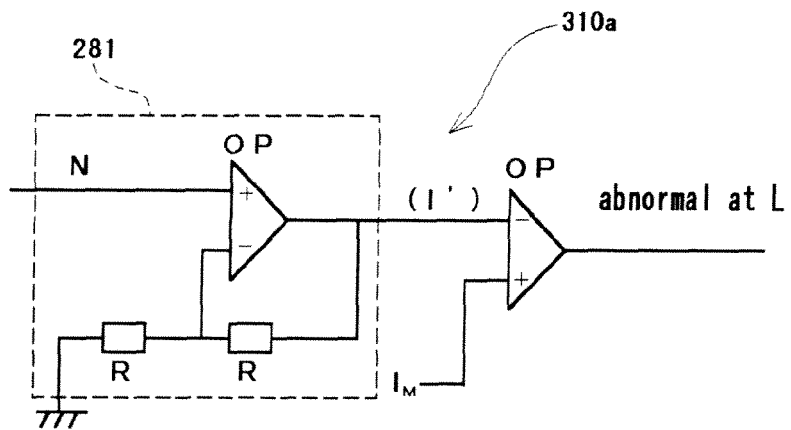 310a
281
OP
N
+
−
R
R
(I')
OP
−
+
I_M
abnormal at L